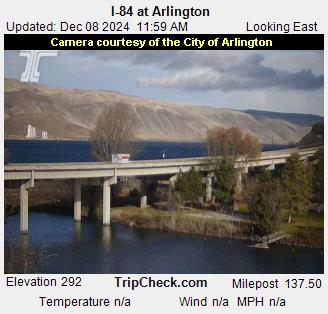 I-84 at Arlington
Updated: Dec 08 2024 11:59 AM Looking East
Camera courtesy of the City of Arlington
Elevation 292 TripCheck.com Milepost 137.50
Temperature n/a Wind n/a MPH n/a